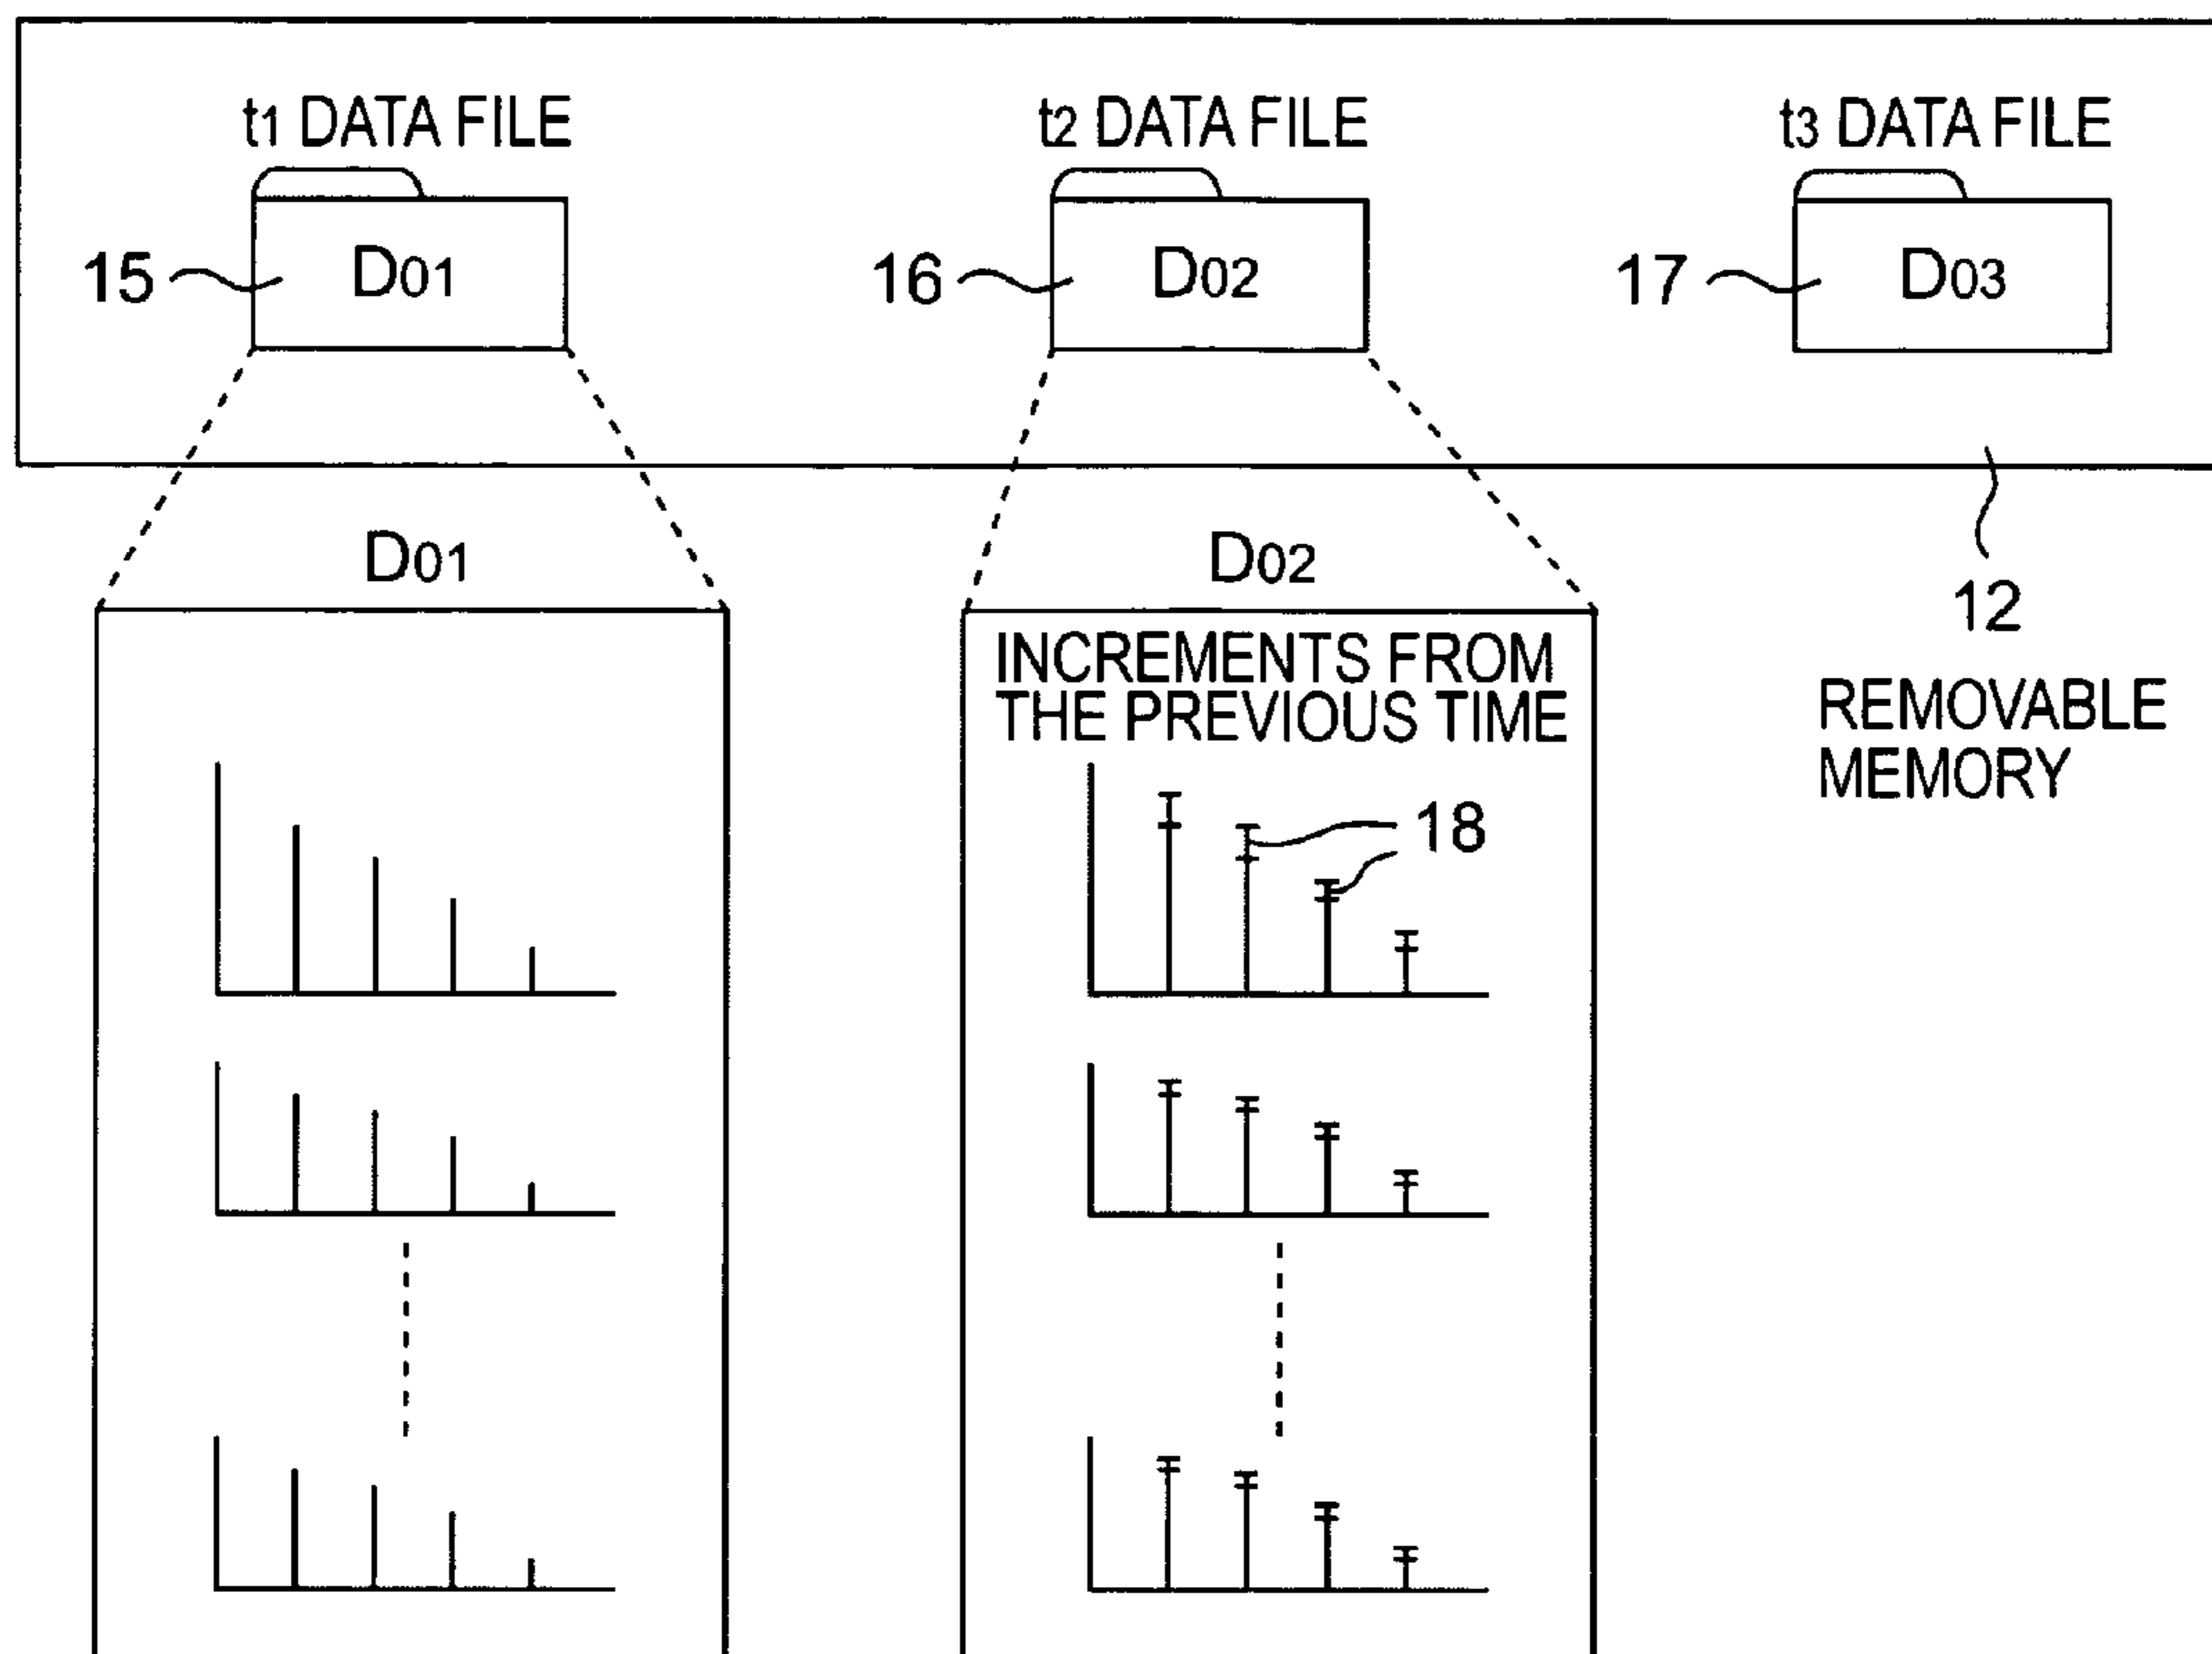 t1 DATA FILE
t2 DATA FILE
t3 DATA FILE
15
D01
16
D02
17
D03
D01
D02
12
REMOVABLE
MEMORY
INCREMENTS FROM
THE PREVIOUS TIME
18